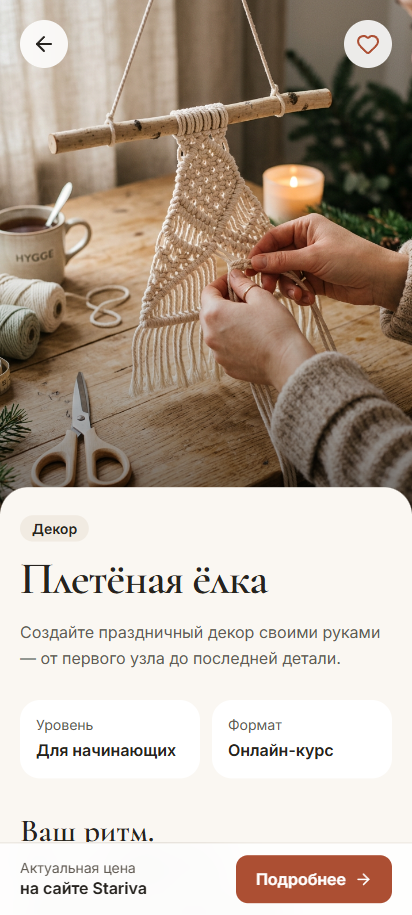 HYGGE
Декор
Плетёная ёлка
Создайте праздничный декор своими руками
— от первого узла до последней детали.
Уровень
Для начинающих
Формат
Онлайн-курс
Ваш ритм.
Актуальная цена
на сайте Stariva
Подробнее